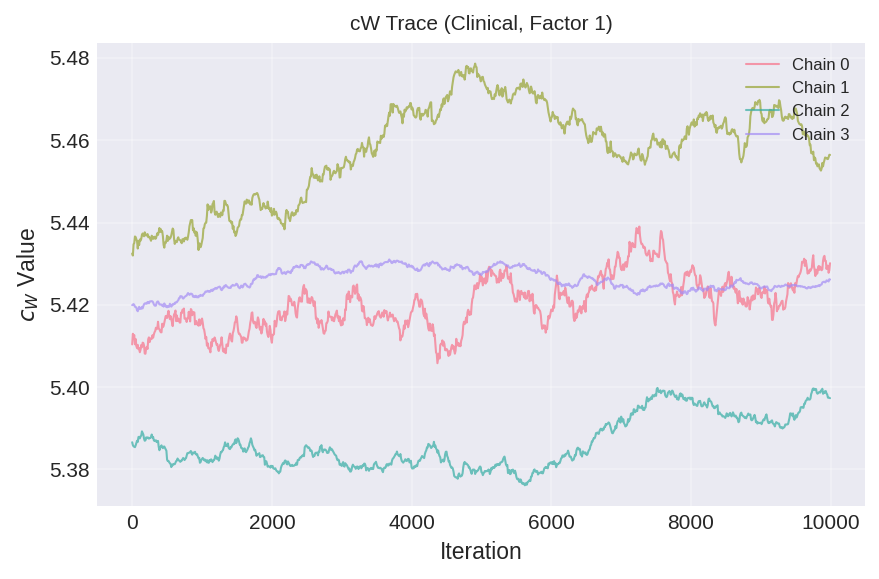 cW Trace (Clinical, Factor 1)
5.48
5.46
5.44
5.42
5.40
5.38
c_W Value
Chain 0
Chain 1
Chain 2
Chain 3
0 2000 4000 6000 8000 10000
Iteration